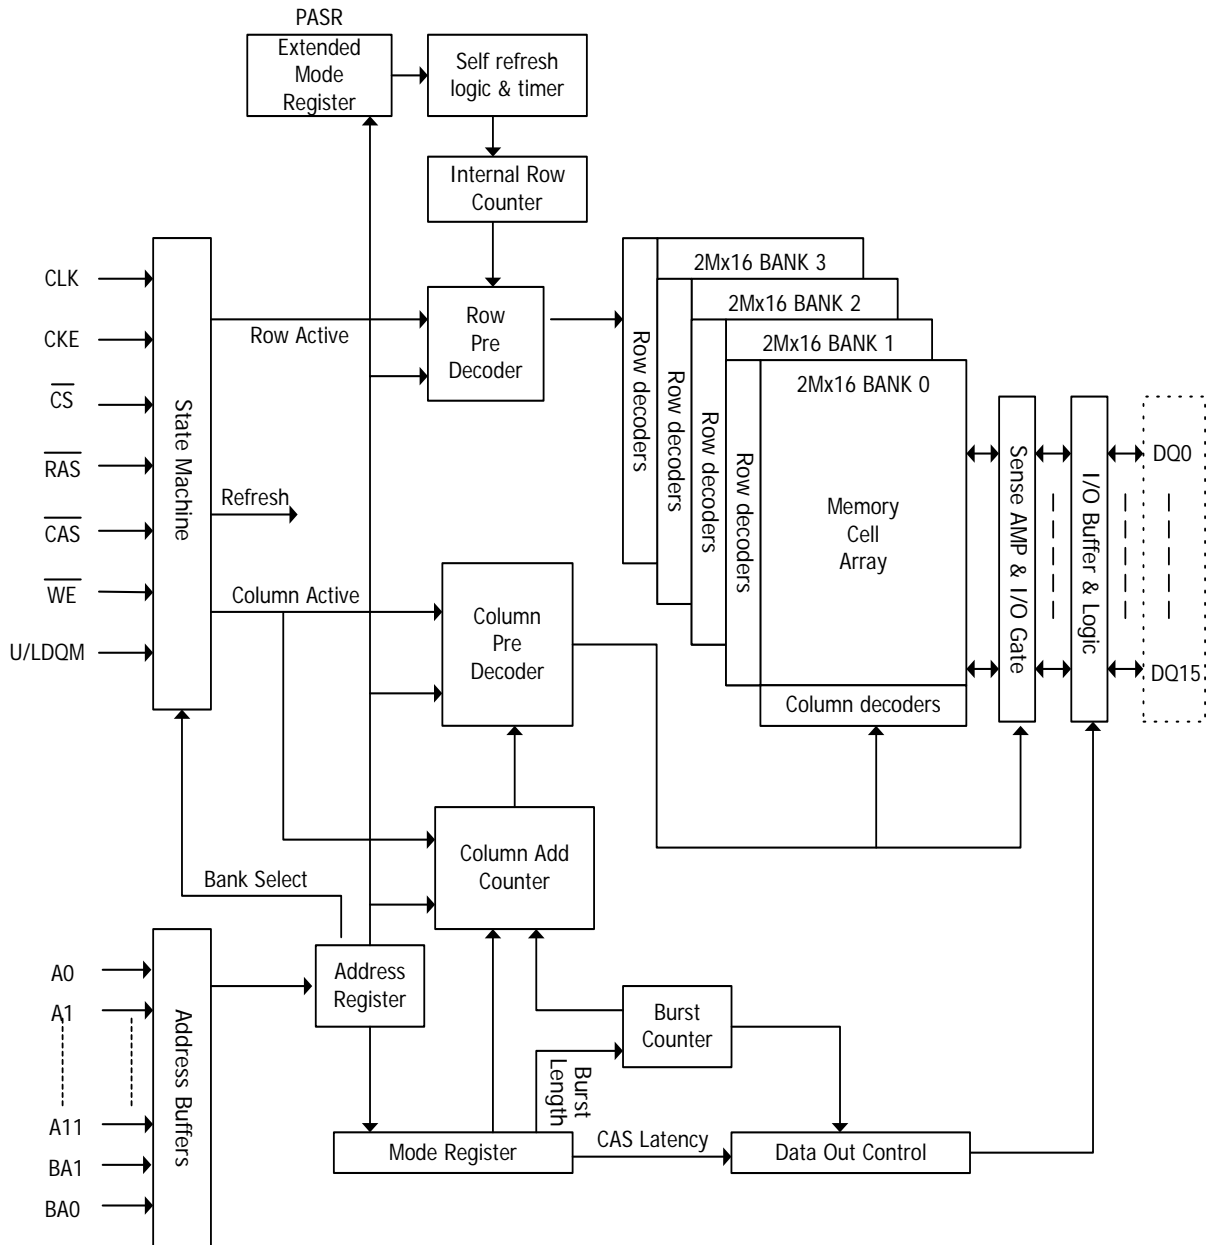 PASR
Extended
Mode
Register
Self refresh
logic & timer
Internal Row
Counter
CLK
CKE
CS
RAS
CAS
WE
U/LDQM
State Machine
Row Active
Refresh
Column Active
Row
Pre
Decoder
Column
Pre
Decoder
Row decoders
Row decoders
Row decoders
Row decoders
2Mx16 BANK 3
2Mx16 BANK 2
2Mx16 BANK 1
2Mx16 BANK 0
Memory
Cell
Array
Column decoders
Sense AMP & I/O Gate
I/O Buffer & Logic
DQ0
DQ15
Bank Select
Column Add
Counter
A0
A1
A11
BA1
BA0
Address Buffers
Address
Register
Burst
Counter
Burst
Length
Mode Register
CAS Latency
Data Out Control